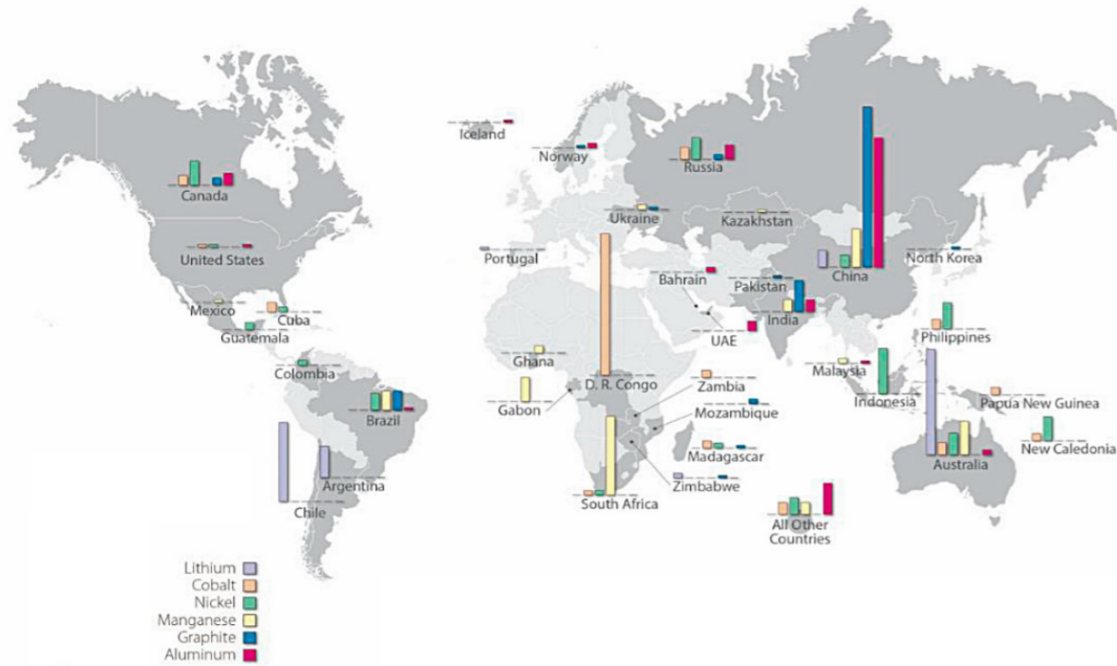 Iceland
Norway
Russia
Canada
Ukraine
Kazakhstan
United States
Portugal
China
North Korea
Bahrain
Pakistan
Mexico
Cuba
India
Guatemala
UAE
Philippines
Ghana
Colombia
Malaysia
D. R. Congo
Zambia
Indonesia
Papua New Guinea
Gabon
Mozambique
Brazil
New Caledonia
Madagascar
Australia
Argentina
Zimbabwe
South Africa
Chile
All Other
Countries
Lithium
Cobalt
Nickel
Manganese
Graphite
Aluminum